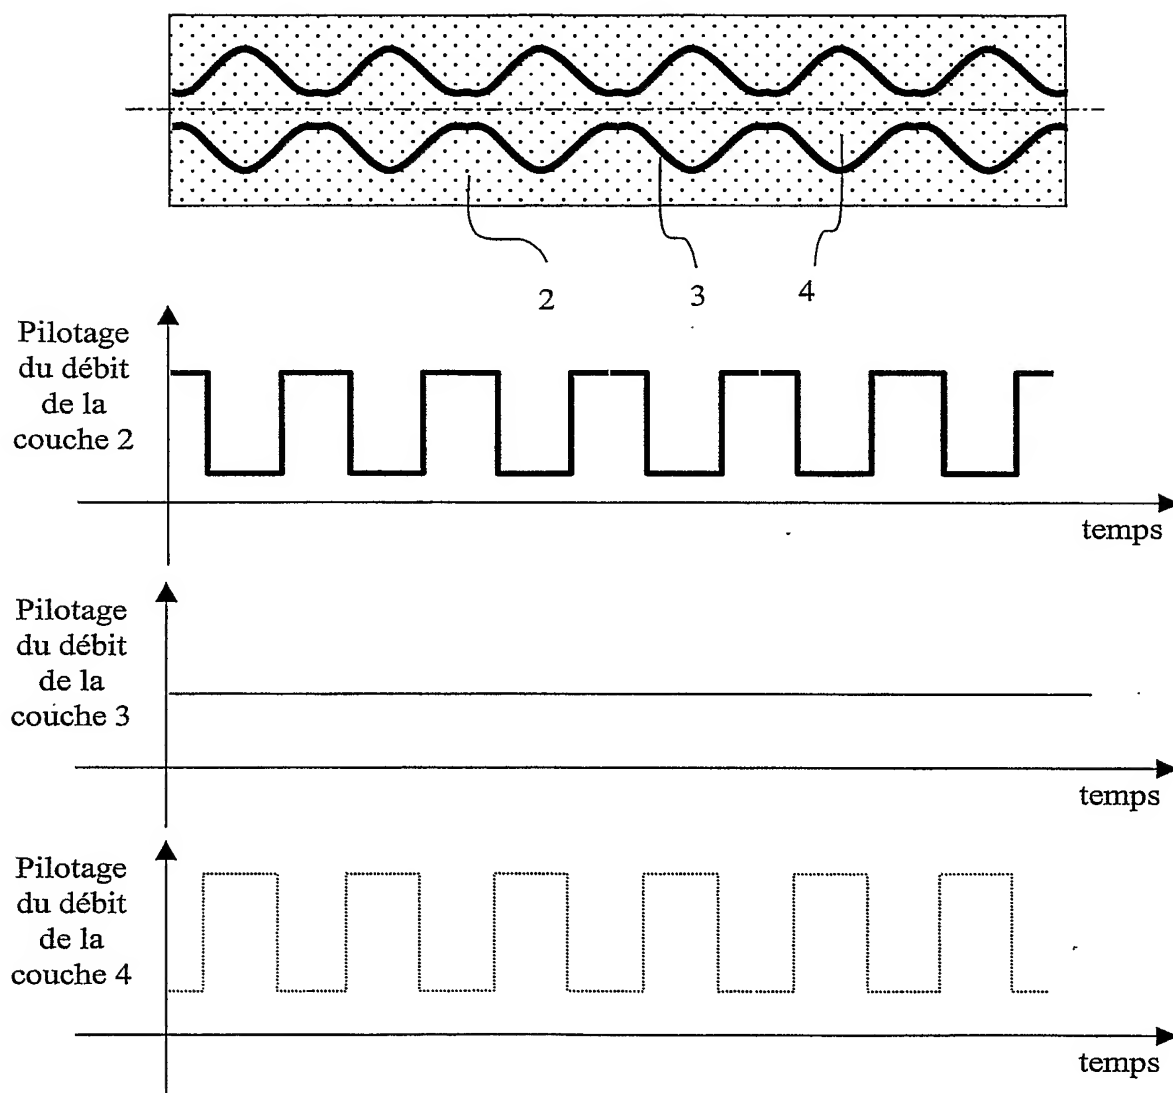 2
3
4
Pilotage
du débit
de la
couche 2
temps
Pilotage
du débit
de la
couche 3
temps
Pilotage
du débit
de la
couche 4
temps